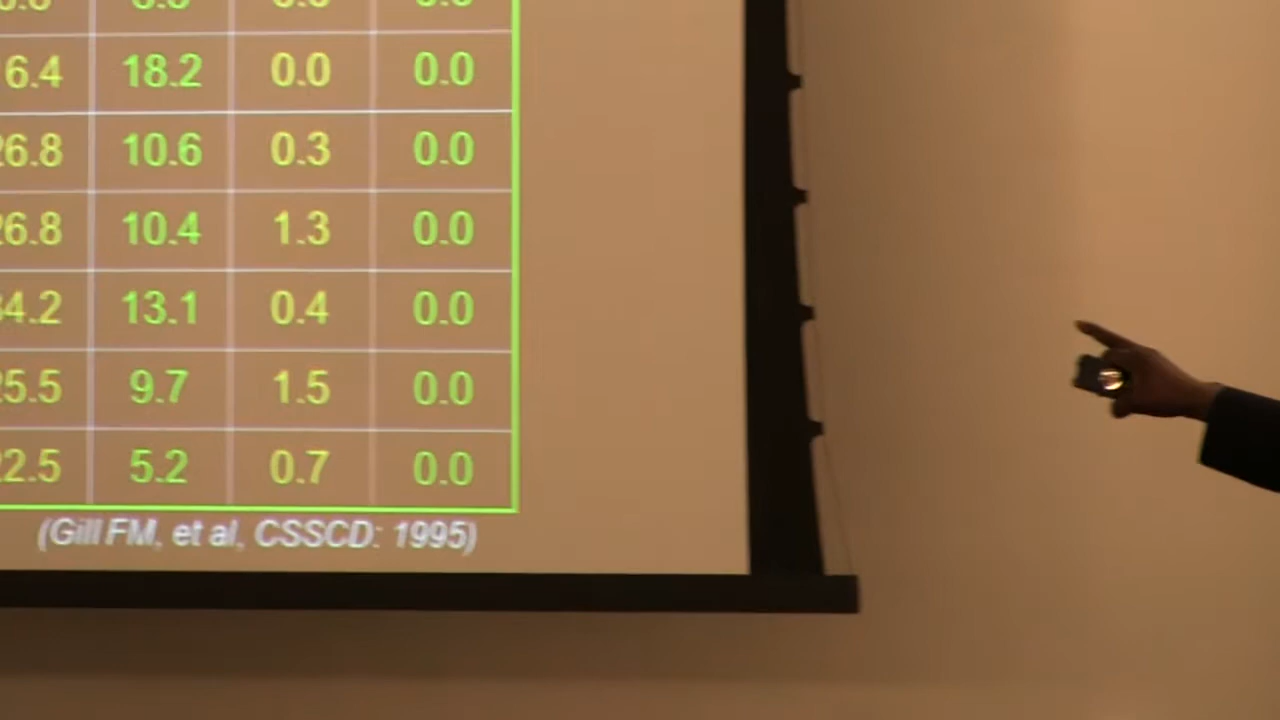 6.4 18.2 0.0 0.0
26.8 10.6 0.3 0.0
26.8 10.4 1.3 0.0
34.2 13.1 0.4 0.0
25.5 9.7 1.5 0.0
2.5 5.2 0.7 0.0
(Gill FM, et al, CSSCD: 1995)